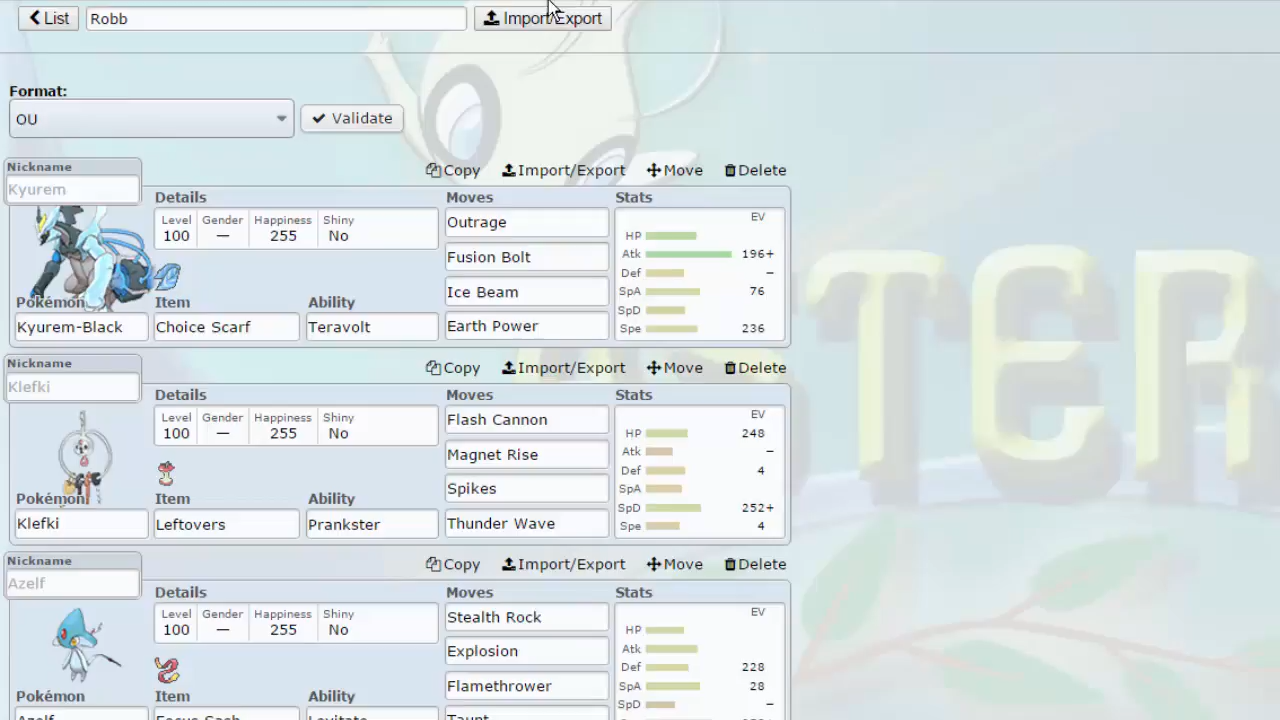 List
Robb
Import/Export
Format:
OU
Validate
Nickname
Kyurem
Copy Import/Export Move Delete
Details Moves Stats
Level Gender Happiness Shiny
100 — 255 No
Pokémon Item Ability
Kyurem-Black Choice Scarf Teravolt
Outrage
Fusion Bolt
Ice Beam
Earth Power
EV
HP
Atk 196+
Def –
SpA 76
SpD
Spe 236
Nickname
Klefki
Copy Import/Export Move Delete
Details Moves Stats
Level Gender Happiness Shiny
100 — 255 No
Pokémon Item Ability
Klefki Leftovers Prankster
Flash Cannon
Magnet Rise
Spikes
Thunder Wave
EV
HP 248
Atk –
Def 4
SpA
SpD 252+
Spe 4
Nickname
Azelf
Copy Import/Export Move Delete
Details Moves Stats
Level Gender Happiness Shiny
100 — 255 No
Pokémon Item Ability
Azelf Focus Sash Levitate
Stealth Rock
Explosion
Flamethrower
Taunt
EV
HP
Atk
Def 228
SpA 28
SpD –
TER